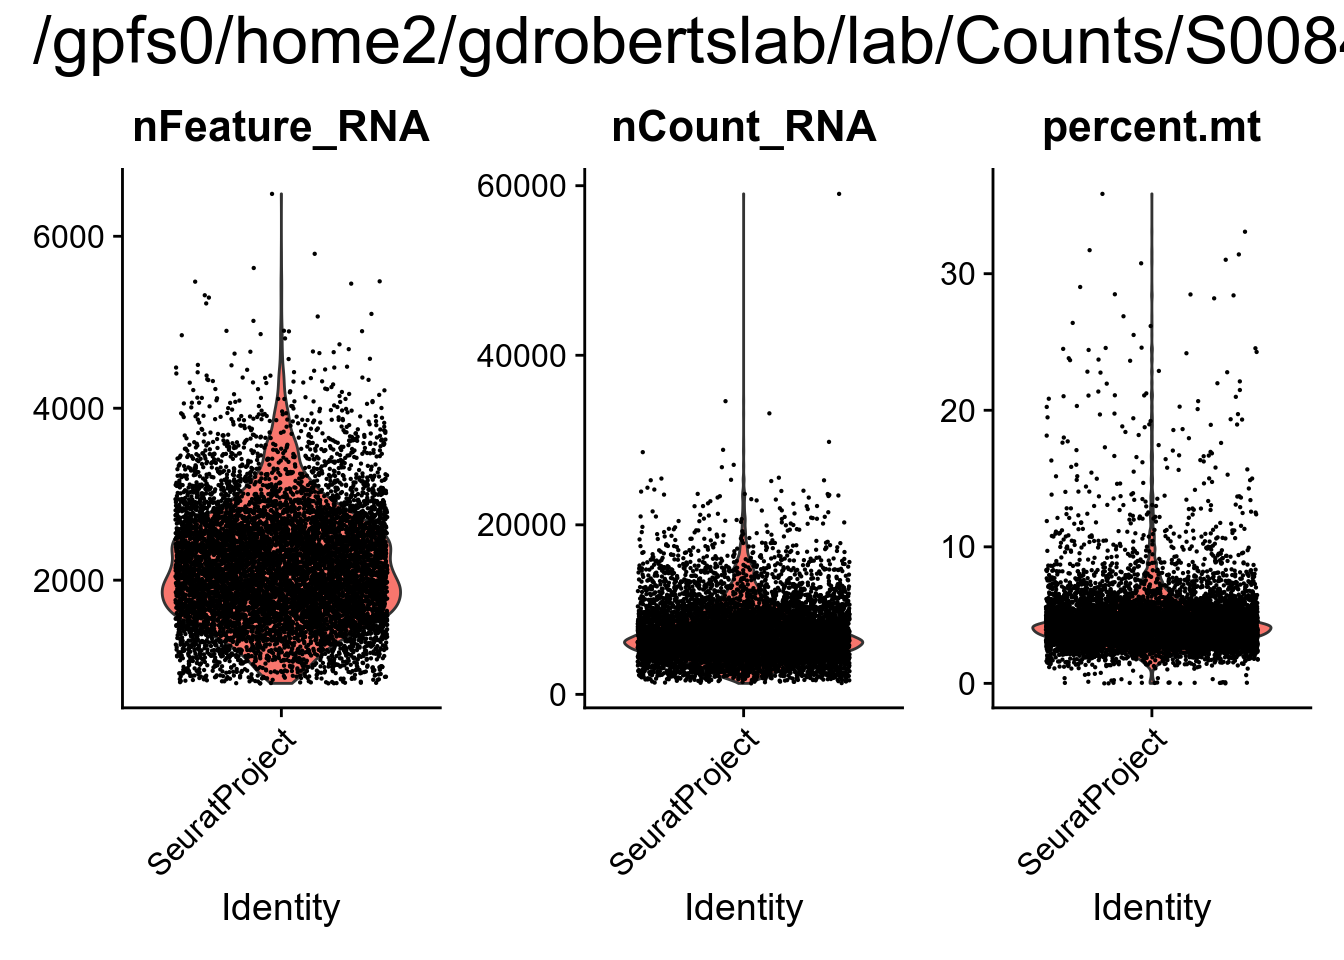 /gpfs0/home2/gdrobertslab/lab/Counts/S0084
nFeature_RNA
nCount_RNA
percent.mt
6000
4000
2000
60000
40000
20000
0
30
20
10
0
SeuratProject
SeuratProject
SeuratProject
Identity
Identity
Identity